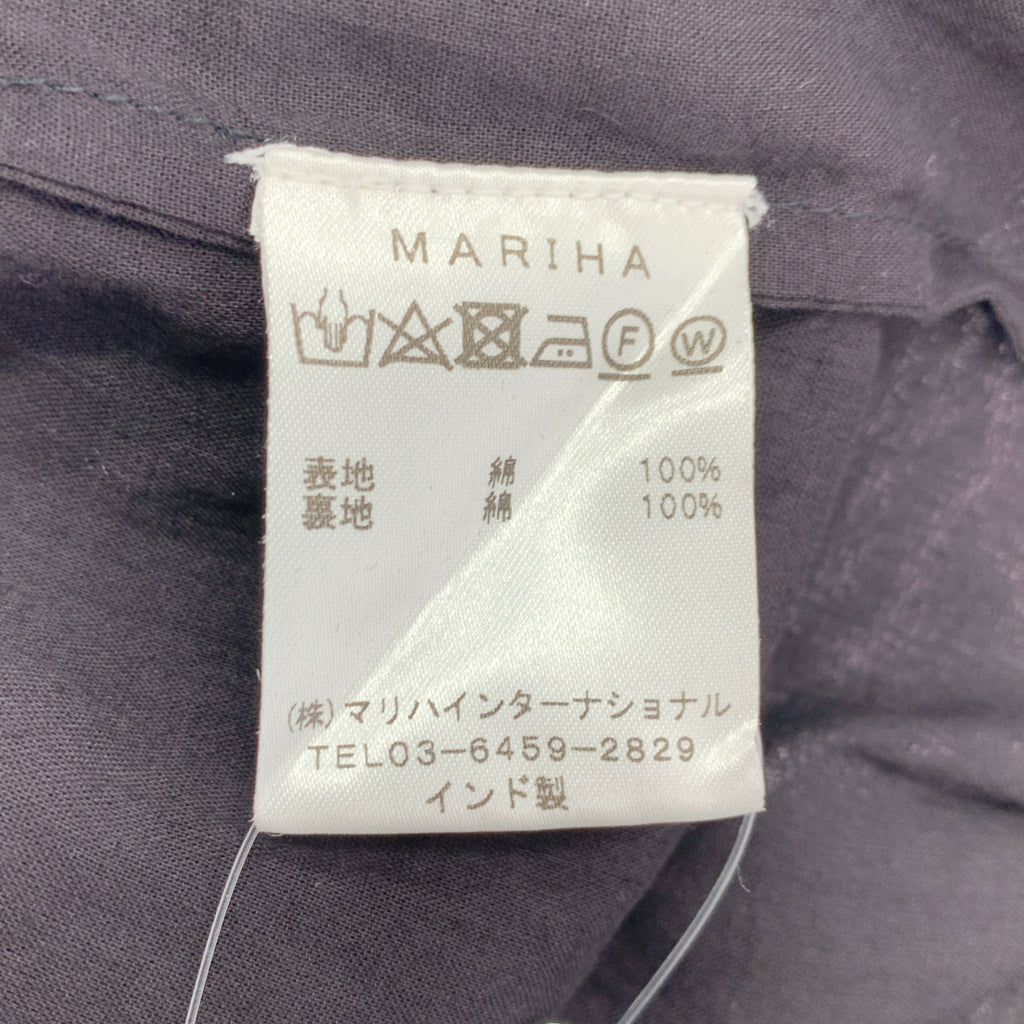 MARIHA
F W
表地 綿 100%
裏地 綿 100%
(株)マリハインターナショナル
TEL03-6459-2829
インド製